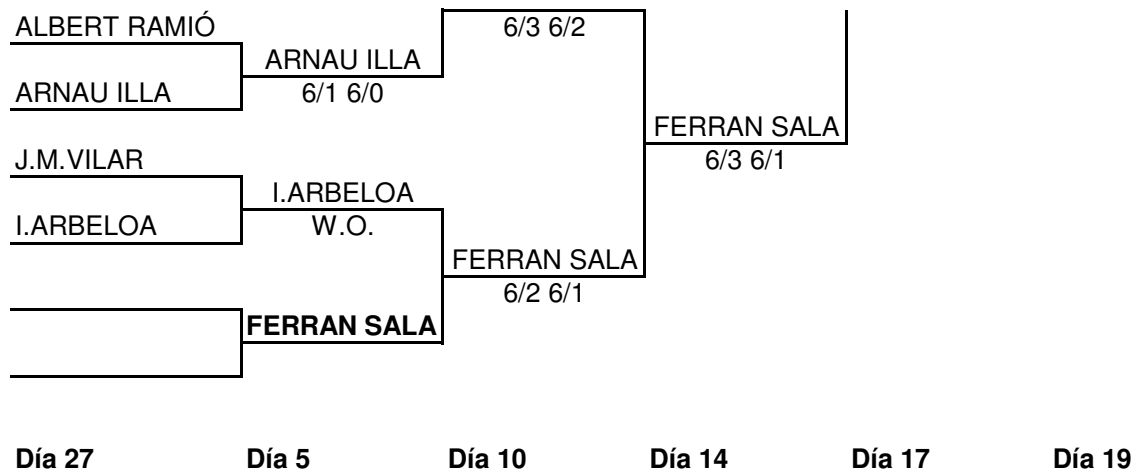 ALBERT RAMIÓ
6/3 6/2
ARNAU ILLA
ARNAU ILLA
6/1 6/0
FERRAN SALA
J.M.VILAR
6/3 6/1
I.ARBELOA
I.ARBELOA
W.O.
FERRAN SALA
6/2 6/1
FERRAN SALA
Día 27 Día 5 Día 10 Día 14 Día 17 Día 19